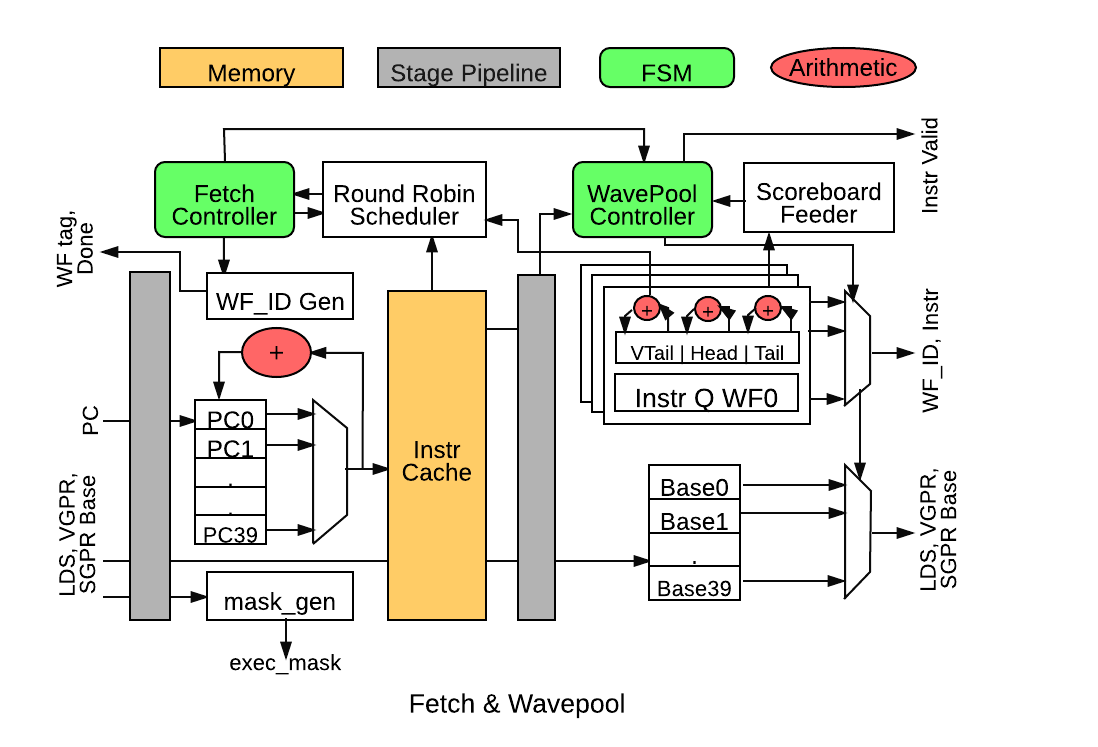 Memory
Stage Pipeline
FSM
Arithmetic
Instr Valid
Fetch
Controller
Round Robin
Scheduler
WavePool
Controller
Scoreboard
Feeder
WF tag,
Done
WF_ID Gen
+
+
+
+
VTail | Head | Tail
Instr Q WF0
WF_ID, Instr
PC
PC0
PC1
.
.
PC39
Instr
Cache
LDS, VGPR,
SGPR Base
Base0
Base1
.
Base39
LDS, VGPR,
SGPR Base
mask_gen
exec_mask
Fetch & Wavepool